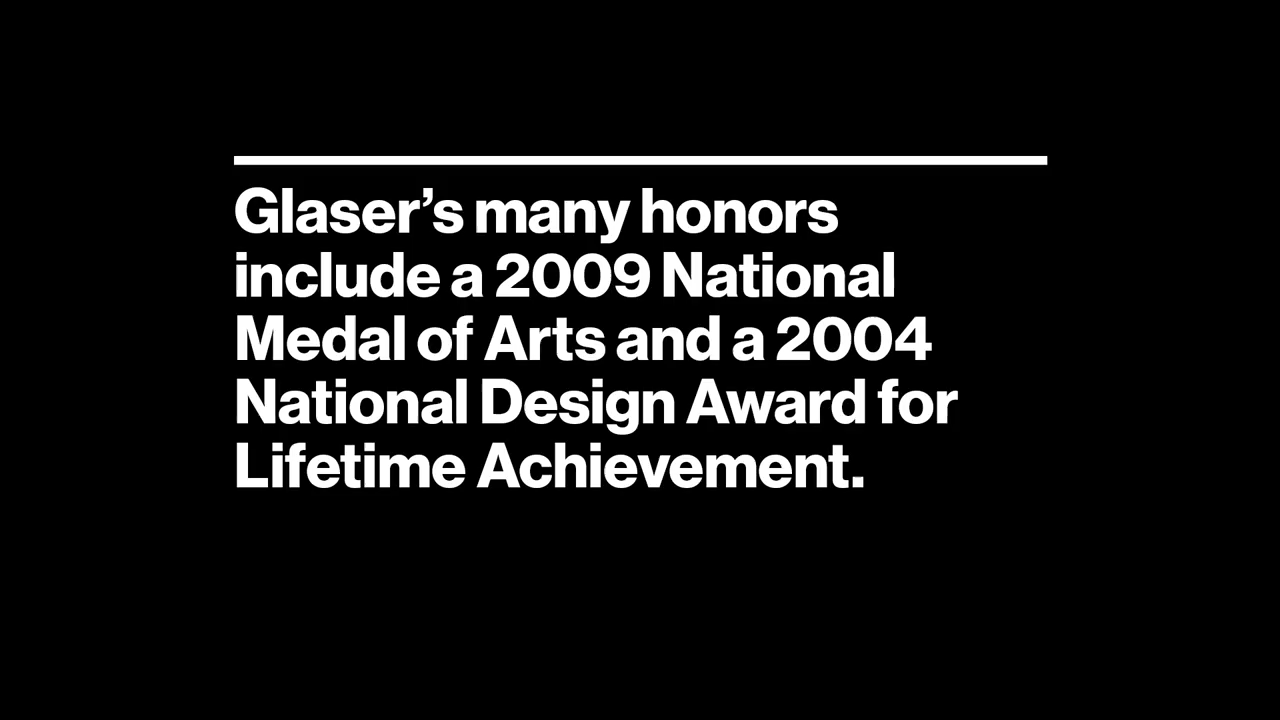 Glaser’s many honors
include a 2009 National
Medal of Arts and a 2004
National Design Award for
Lifetime Achievement.